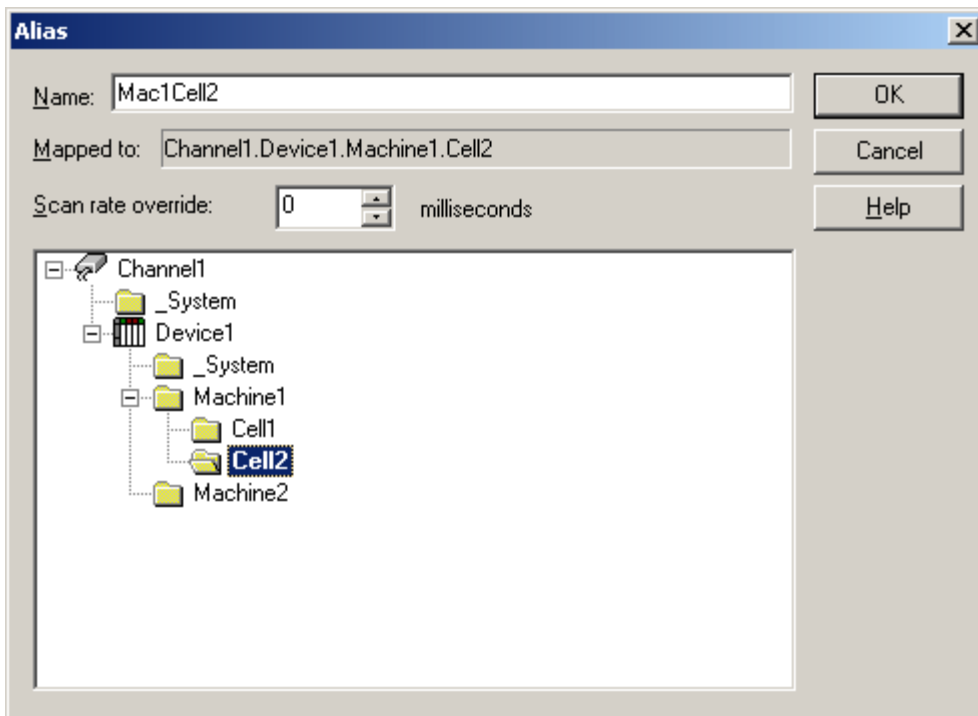 Alias
Name: Mac1Cell2 OK
Mapped to: Channel1.Device1.Machine1.Cell2 Cancel
Scan rate override: 0 milliseconds Help
Channel1
_System
Device1
_System
Machine1
Cell1
Cell2
Machine2